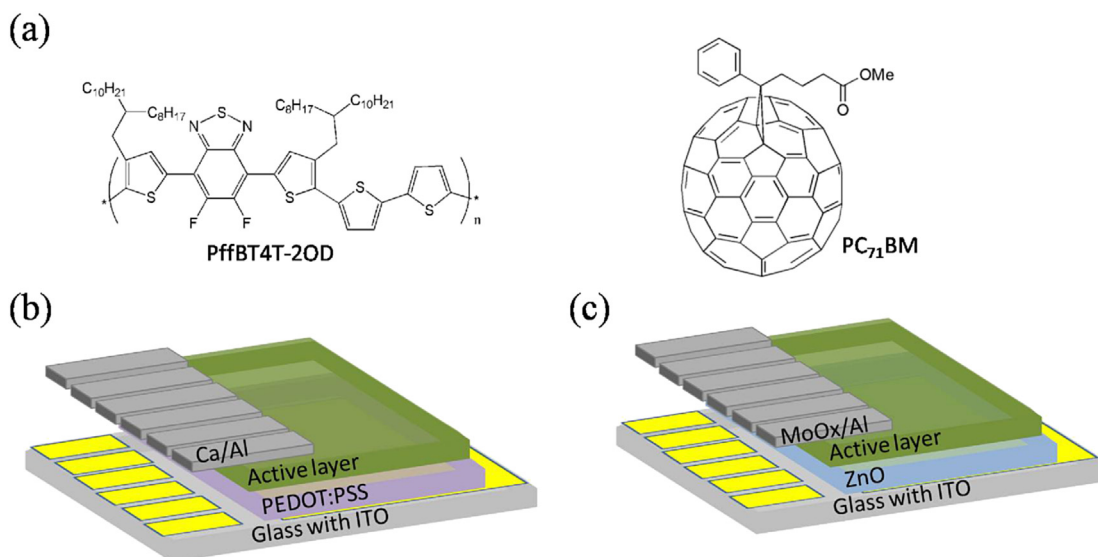 (a)
C₁₀H₂₁
C₈H₁₇
N
S
N
C₈H₁₇
C₁₀H₂₁
*
S
F
F
S
S
S
*
n
PffBT4T-2OD
OMe
O
PC₇₁BM
(b)
Ca/Al
Active layer
PEDOT:PSS
Glass with ITO
(c)
MoOx/Al
Active layer
ZnO
Glass with ITO